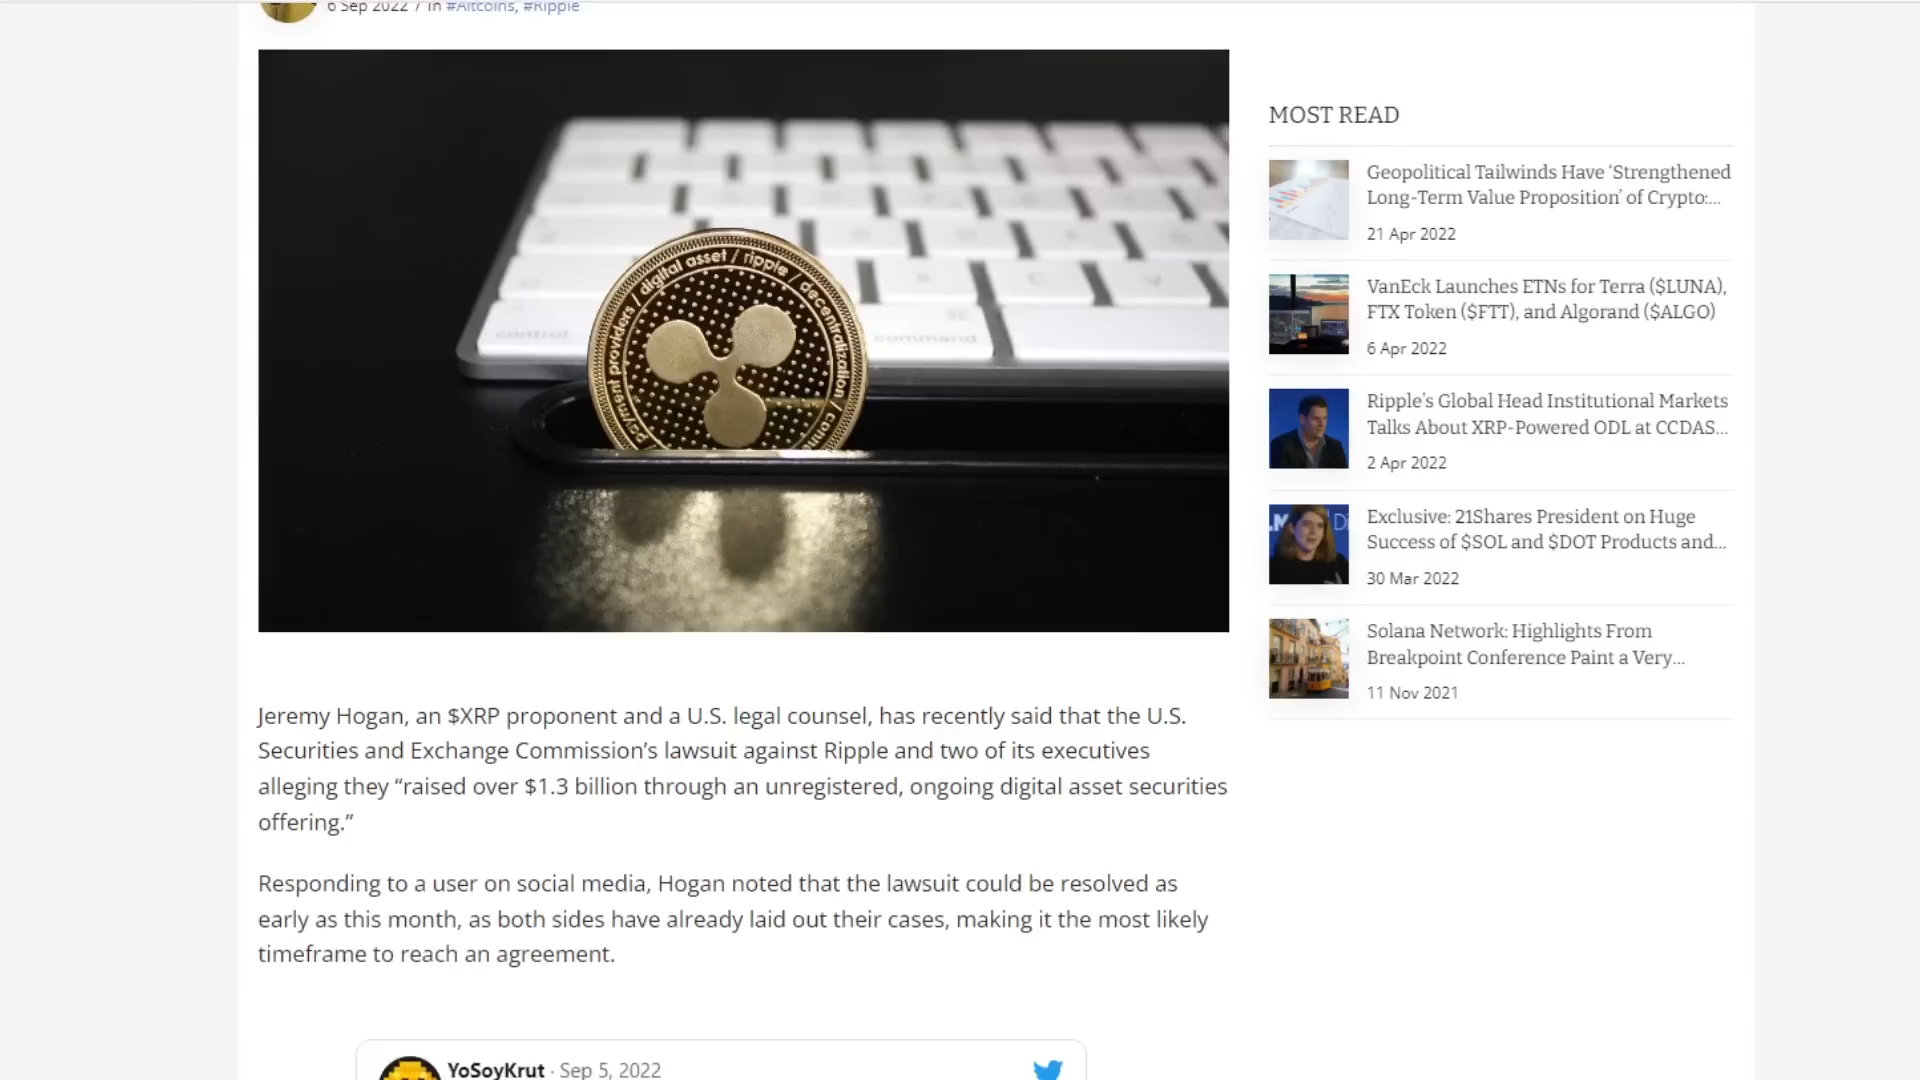 6 Sep 2022 / In #Altcoins, #Ripple
digital asset / ripple / decentralization /
payment providers /
control
command
MOST READ
Geopolitical Tailwinds Have ‘Strengthened
Long-Term Value Proposition’ of Crypto:...
21 Apr 2022
VanEck Launches ETNs for Terra ($LUNA),
FTX Token ($FTT), and Algorand ($ALGO)
6 Apr 2022
Ripple’s Global Head Institutional Markets
Talks About XRP-Powered ODL at CCDAS...
2 Apr 2022
Exclusive: 21Shares President on Huge
Success of $SOL and $DOT Products and...
30 Mar 2022
Solana Network: Highlights From
Breakpoint Conference Paint a Very...
11 Nov 2021
Jeremy Hogan, an $XRP proponent and a U.S. legal counsel, has recently said that the U.S.
Securities and Exchange Commission’s lawsuit against Ripple and two of its executives
alleging they “raised over $1.3 billion through an unregistered, ongoing digital asset securities
offering.”
Responding to a user on social media, Hogan noted that the lawsuit could be resolved as
early as this month, as both sides have already laid out their cases, making it the most likely
timeframe to reach an agreement.
YoSoyKrut · Sep 5, 2022